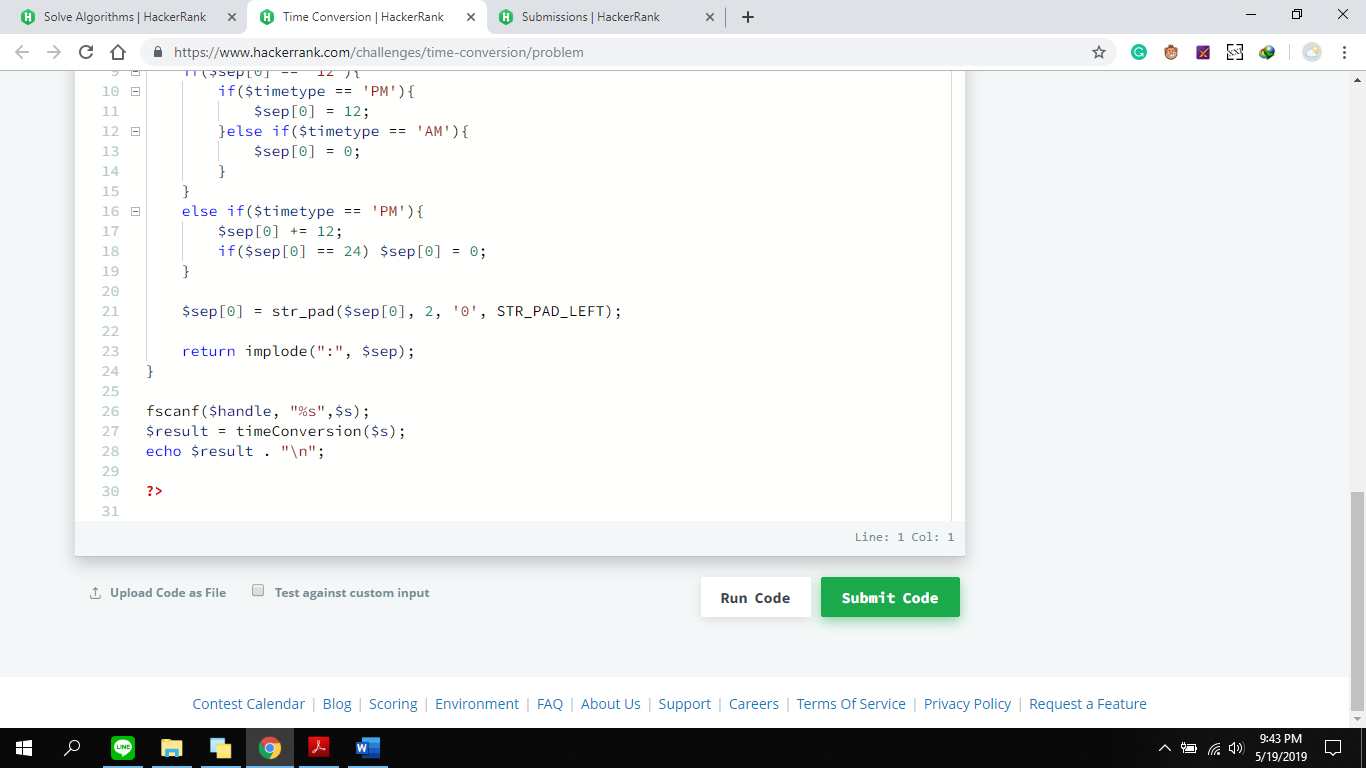 Solve Algorithms | HackerRank
Time Conversion | HackerRank
Submissions | HackerRank
https://www.hackerrank.com/challenges/time-conversion/problem
9 if($sep[0] == '12'){
10 if($timetype == 'PM'){
11 $sep[0] = 12;
12 }else if($timetype == 'AM'){
13 $sep[0] = 0;
14 }
15 }
16 else if($timetype == 'PM'){
17 $sep[0] += 12;
18 if($sep[0] == 24) $sep[0] = 0;
19 }
20
21 $sep[0] = str_pad($sep[0], 2, '0', STR_PAD_LEFT);
22
23 return implode(":", $sep);
24 }
25
26 fscanf($handle, "%s",$s);
27 $result = timeConversion($s);
28 echo $result . "\n";
29
30 ?>
31
Line: 1 Col: 1
Upload Code as File
Test against custom input
Run Code
Submit Code
Contest Calendar | Blog | Scoring | Environment | FAQ | About Us | Support | Careers | Terms Of Service | Privacy Policy | Request a Feature
LINE
W
9:43 PM
5/19/2019